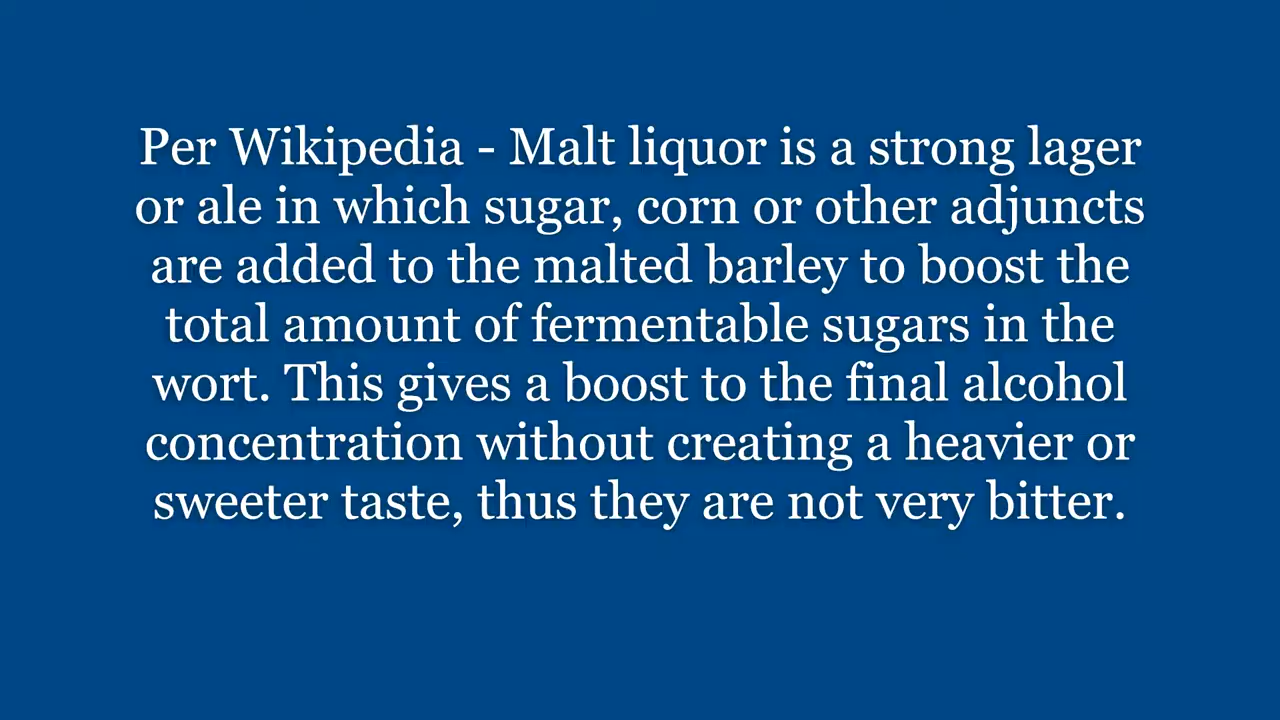 Per Wikipedia - Malt liquor is a strong lager
or ale in which sugar, corn or other adjuncts
are added to the malted barley to boost the
total amount of fermentable sugars in the
wort. This gives a boost to the final alcohol
concentration without creating a heavier or
sweeter taste, thus they are not very bitter.